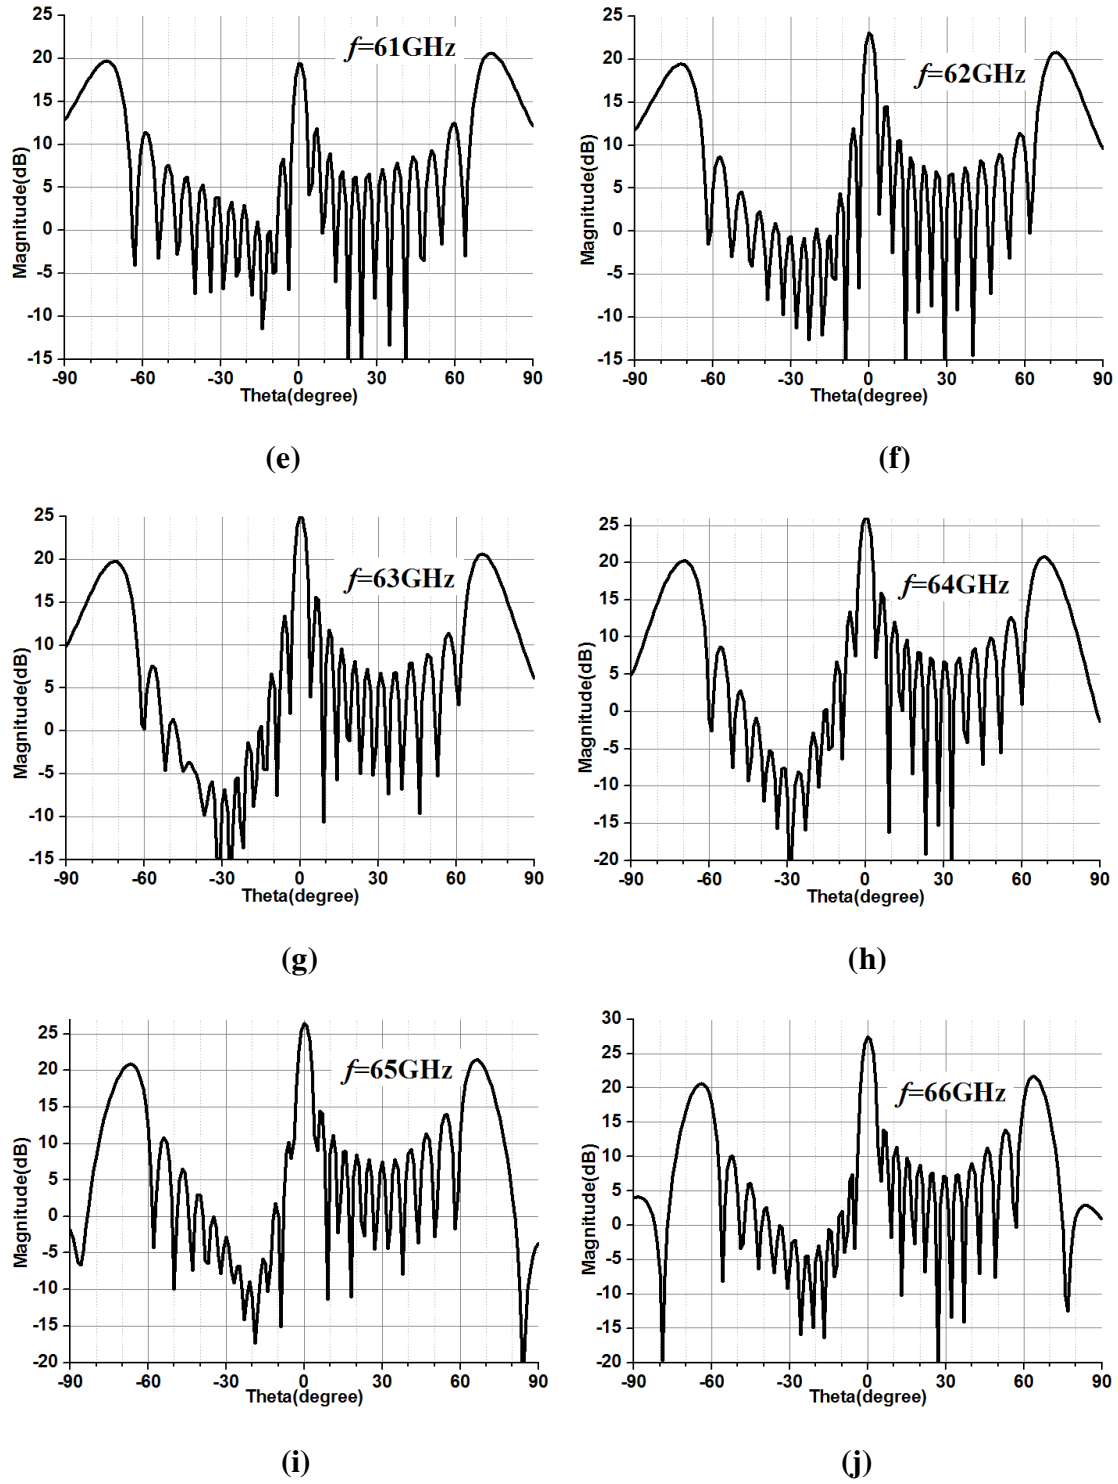 25
20
15
10
5
0
-5
-10
-15
Magnitude(dB)
f=61GHz
-90 -60 -30 0 30 60 90
Theta(degree)
(e)
25
20
15
10
5
0
-5
-10
-15
Magnitude(dB)
f=62GHz
-90 -60 -30 0 30 60 90
Theta(degree)
(f)
25
20
15
10
5
0
-5
-10
-15
Magnitude(dB)
f=63GHz
-90 -60 -30 0 30 60 90
Theta(degree)
(g)
25
20
15
10
5
0
-5
-10
-15
-20
Magnitude(dB)
f=64GHz
-90 -60 -30 0 30 60 90
Theta(degree)
(h)
25
20
15
10
5
0
-5
-10
-15
-20
Magnitude(dB)
f=65GHz
-90 -60 -30 0 30 60 90
Theta(degree)
(i)
30
25
20
15
10
5
0
-5
-10
-15
-20
Magnitude(dB)
f=66GHz
-90 -60 -30 0 30 60 90
Theta(degree)
(j)